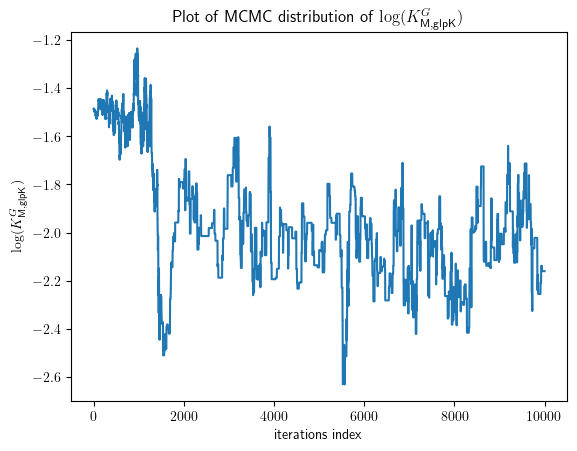 Plot of MCMC distribution of log(K^G_M,glpK)
−1.2
−1.4
−1.6
−1.8
−2.0
−2.2
−2.4
−2.6
log(K^G_M,glpK)
0 2000 4000 6000 8000 10000
iterations index